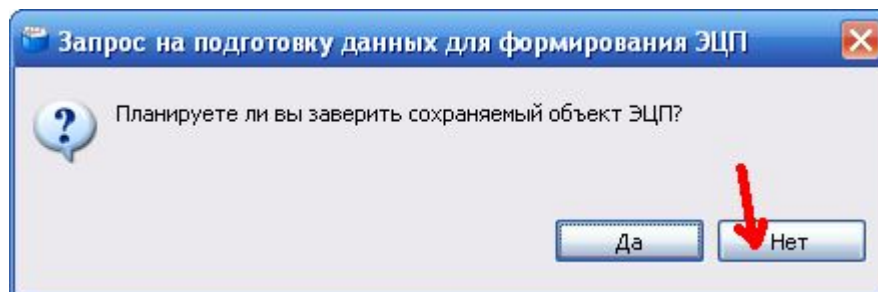 Запрос на подготовку данных для формирования ЭЦП
Планируете ли вы заверить сохраняемый объект ЭЦП?
Да
Нет